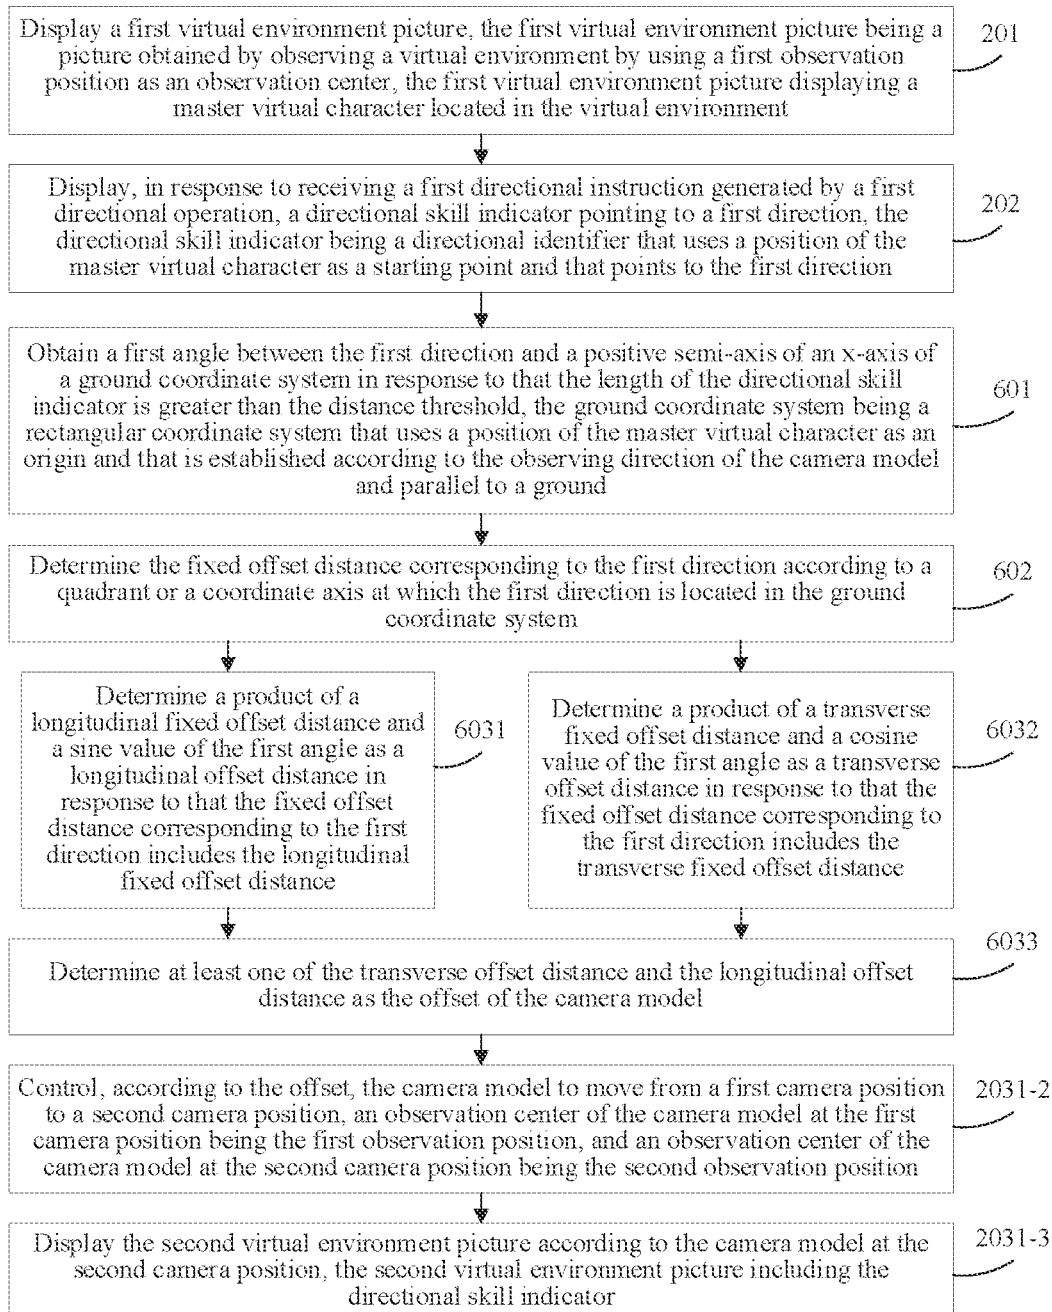 Display a first virtual environment picture, the first virtual environment picture being a
picture obtained by observing a virtual environment by using a first observation
position as an observation center, the first virtual environment picture displaying a
master virtual character located in the virtual environment
201
Display, in response to receiving a first directional instruction generated by a first
directional operation, a directional skill indicator pointing to a first direction, the
directional skill indicator being a directional identifier that uses a position of the
master virtual character as a starting point and that points to the first direction
202
Obtain a first angle between the first direction and a positive semi-axis of an x-axis of
a ground coordinate system in response to that the length of the directional skill
indicator is greater than the distance threshold, the ground coordinate system being a
rectangular coordinate system that uses a position of the master virtual character as an
origin and that is established according to the observing direction of the camera model
and parallel to a ground
601
Determine the fixed offset distance corresponding to the first direction according to a
quadrant or a coordinate axis at which the first direction is located in the ground
coordinate system
602
Determine a product of a
longitudinal fixed offset distance and
a sine value of the first angle as a
longitudinal offset distance in
response to that the fixed offset
distance corresponding to the first
direction includes the longitudinal
fixed offset distance
6031
Determine a product of a transverse
fixed offset distance and a cosine
value of the first angle as a transverse
offset distance in response to that the
fixed offset distance corresponding to
the first direction includes the
transverse fixed offset distance
6032
Determine at least one of the transverse offset distance and the longitudinal offset
distance as the offset of the camera model
6033
Control, according to the offset, the camera model to move from a first camera position
to a second camera position, an observation center of the camera model at the first
camera position being the first observation position, and an observation center of the
camera model at the second camera position being the second observation position
2031-2
Display the second virtual environment picture according to the camera model at the
second camera position, the second virtual environment picture including the
directional skill indicator
2031-3